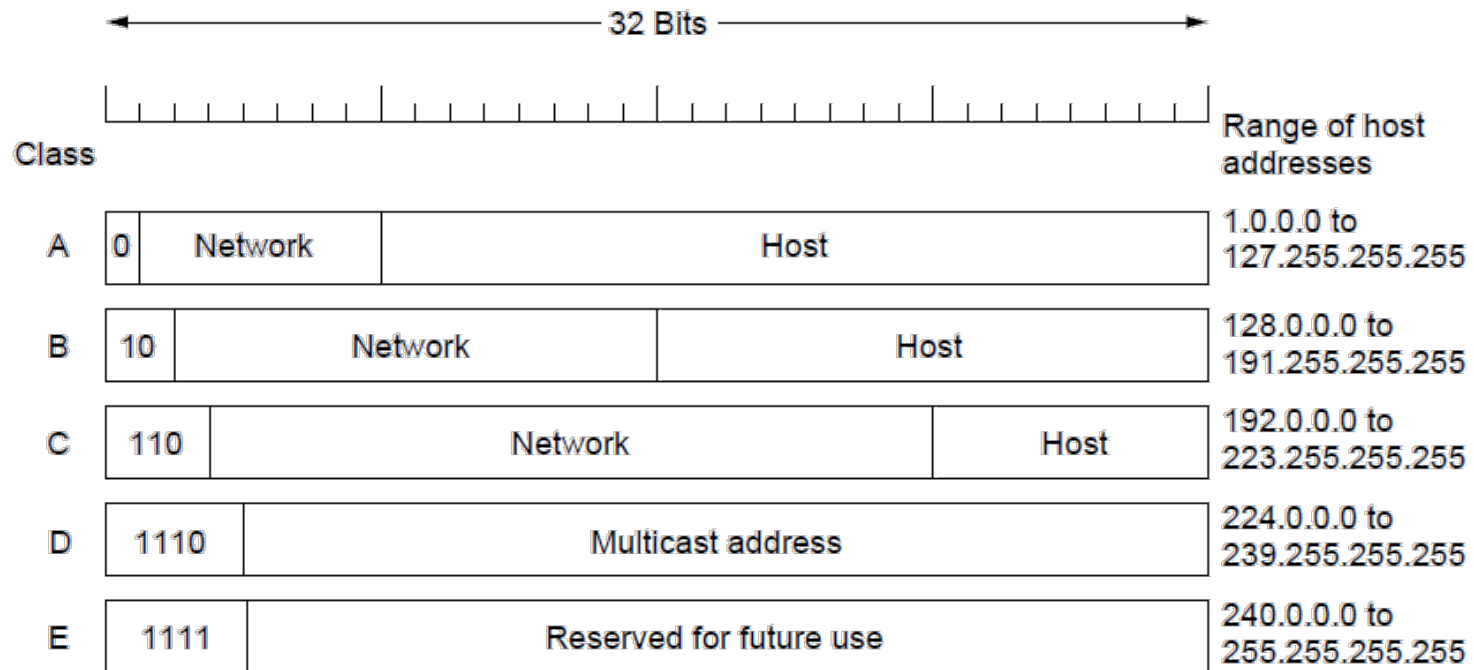 32 Bits
Class
Range of host
addresses
A
0
Network
Host
1.0.0.0 to
127.255.255.255
B
10
Network
Host
128.0.0.0 to
191.255.255.255
C
110
Network
Host
192.0.0.0 to
223.255.255.255
D
1110
Multicast address
224.0.0.0 to
239.255.255.255
E
1111
Reserved for future use
240.0.0.0 to
255.255.255.255